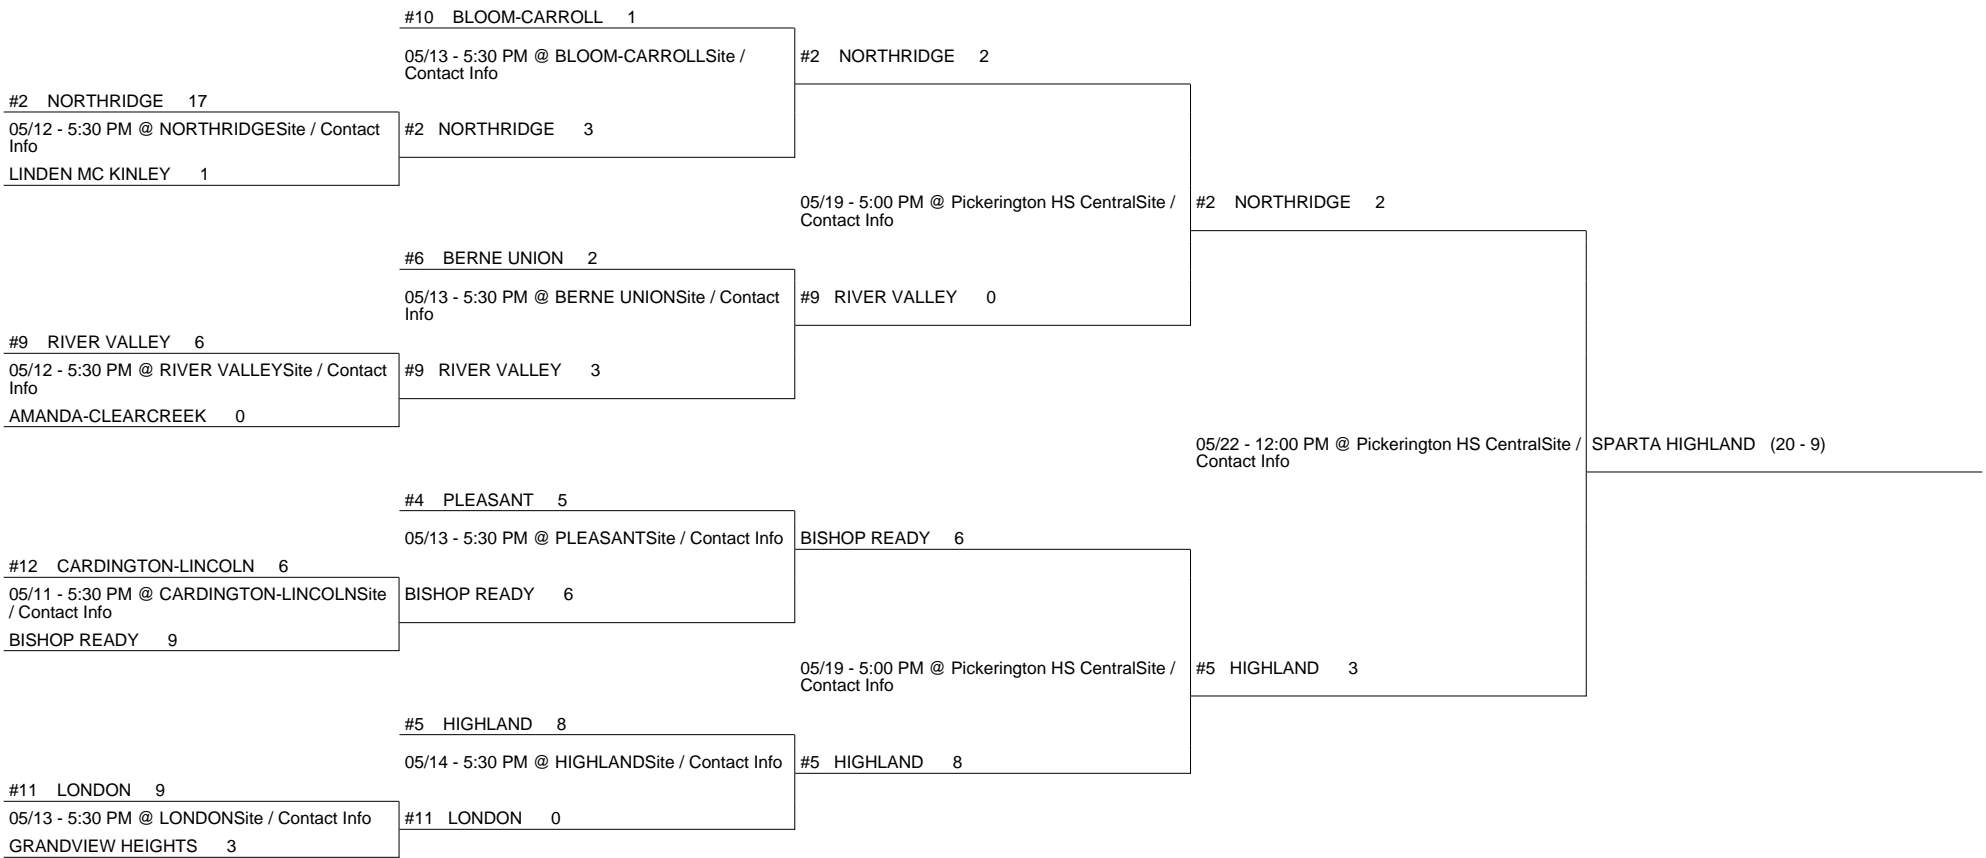 #10 BLOOM-CARROLL 1
05/13 - 5:30 PM @ BLOOM-CARROLLSite /
Contact Info
#2 NORTHRIDGE 2
#2 NORTHRIDGE 17
05/12 - 5:30 PM @ NORTHRIDGESite / Contact
Info
#2 NORTHRIDGE 3
LINDEN MC KINLEY 1
05/19 - 5:00 PM @ Pickerington HS CentralSite /
Contact Info
#2 NORTHRIDGE 2
#6 BERNE UNION 2
05/13 - 5:30 PM @ BERNE UNIONSite / Contact
Info
#9 RIVER VALLEY 0
#9 RIVER VALLEY 6
05/12 - 5:30 PM @ RIVER VALLEYSite / Contact
Info
#9 RIVER VALLEY 3
AMANDA-CLEARCREEK 0
05/22 - 12:00 PM @ Pickerington HS CentralSite /
Contact Info
SPARTA HIGHLAND (20 - 9)
#4 PLEASANT 5
05/13 - 5:30 PM @ PLEASANTSite / Contact Info
BISHOP READY 6
#12 CARDINGTON-LINCOLN 6
05/11 - 5:30 PM @ CARDINGTON-LINCOLNSite
/ Contact Info
BISHOP READY 6
BISHOP READY 9
05/19 - 5:00 PM @ Pickerington HS CentralSite /
Contact Info
#5 HIGHLAND 3
#5 HIGHLAND 8
05/14 - 5:30 PM @ HIGHLANDSite / Contact Info
#5 HIGHLAND 8
#11 LONDON 9
05/13 - 5:30 PM @ LONDONSite / Contact Info
#11 LONDON 0
GRANDVIEW HEIGHTS 3